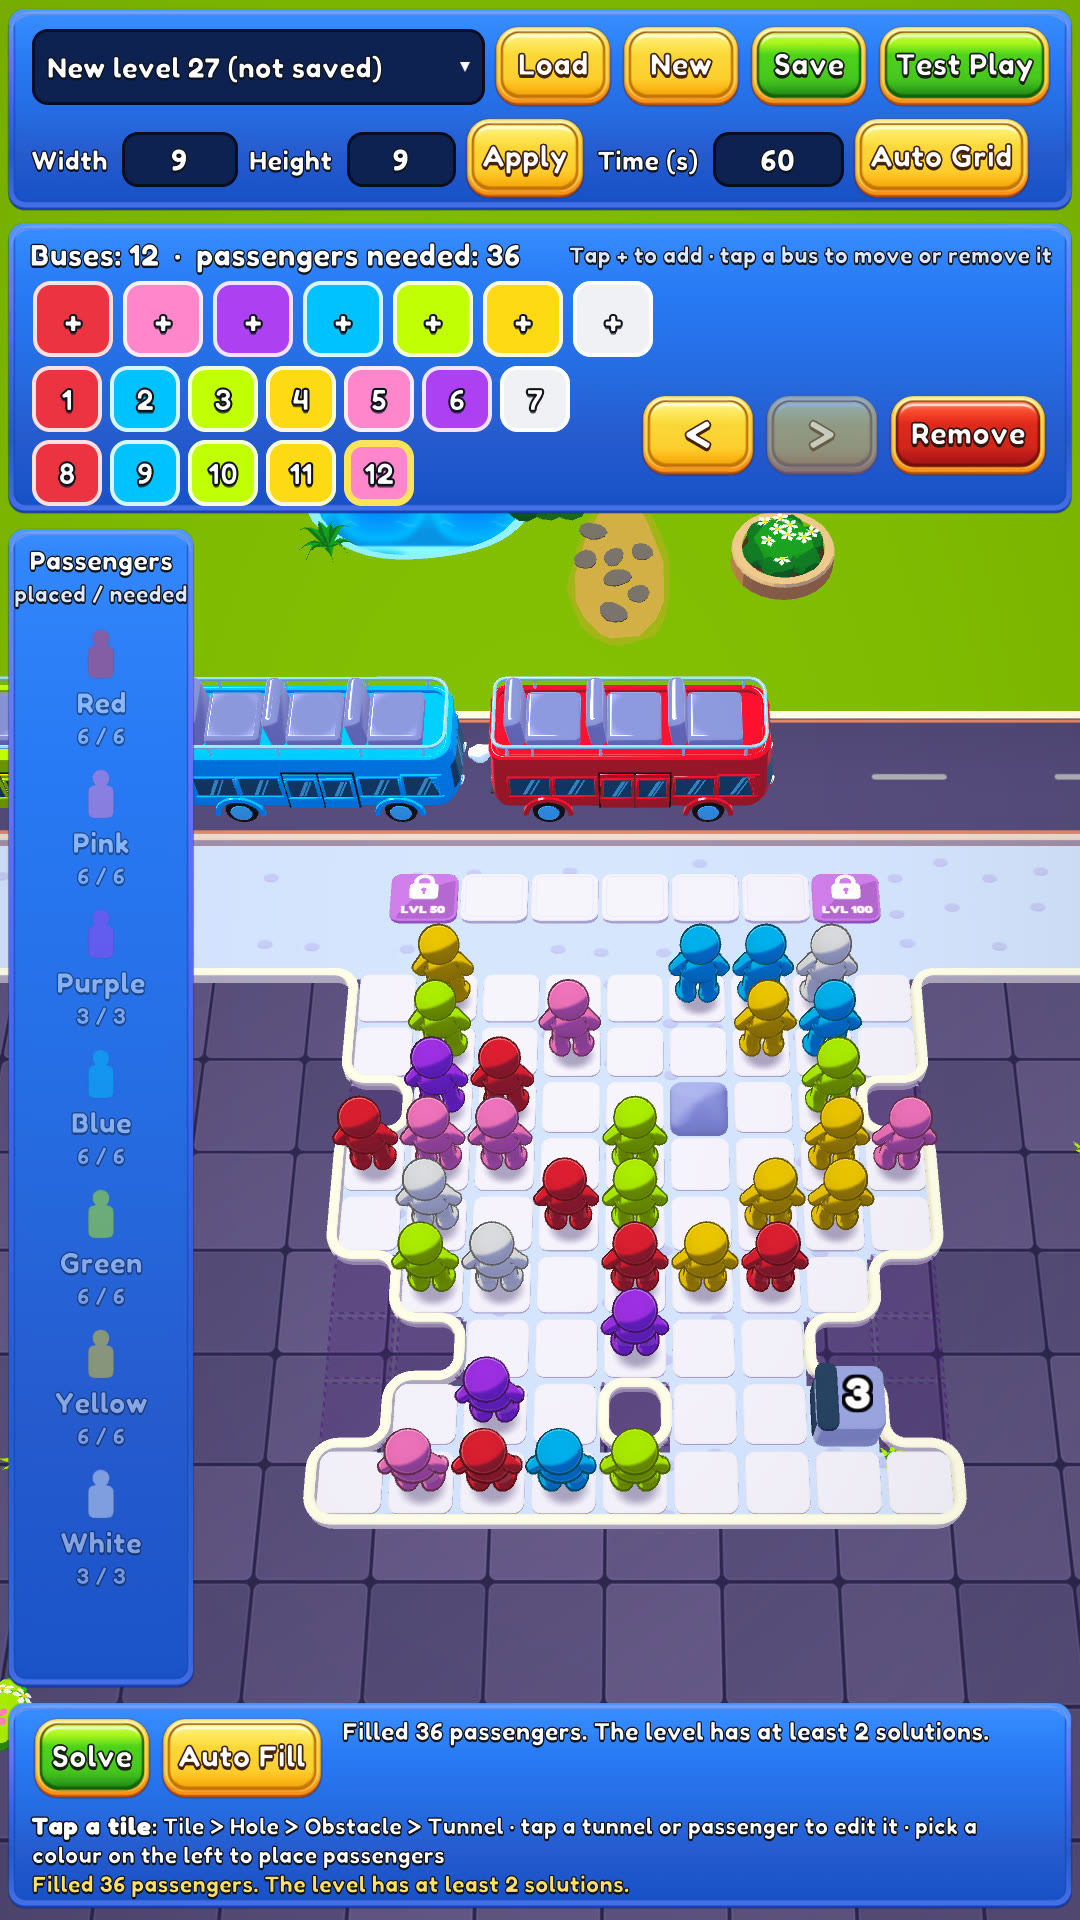 New level 27 (not saved) ▼ Load New Save Test Play
Width 9 Height 9 Apply Time (s) 60 Auto Grid
Buses: 12 · passengers needed: 36 Tap + to add · tap a bus to move or remove it
+ + + + + + +
1 2 3 4 5 6 7
< > Remove
8 9 10 11 12
Passengers
placed / needed
Red
6 / 6
Pink
6 / 6
Purple
3 / 3
Blue
6 / 6
Green
6 / 6
Yellow
6 / 6
White
3 / 3
LVL 50 LVL 100
3
Solve Auto Fill Filled 36 passengers. The level has at least 2 solutions.
Tap a tile: Tile > Hole > Obstacle > Tunnel · tap a tunnel or passenger to edit it · pick a
colour on the left to place passengers
Filled 36 passengers. The level has at least 2 solutions.